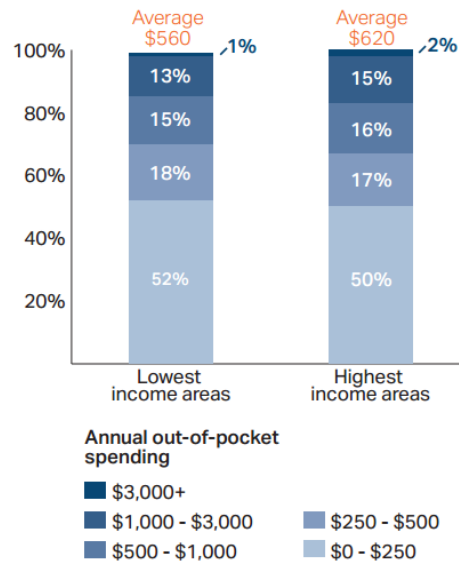 Average
$560
Average
$620
1%
2%
100%
80%
60%
40%
20%
13%
15%
18%
52%
15%
16%
17%
50%
Lowest
income areas
Highest
income areas
Annual out-of-pocket
spending
$3,000+
$1,000 - $3,000
$500 - $1,000
$250 - $500
$0 - $250